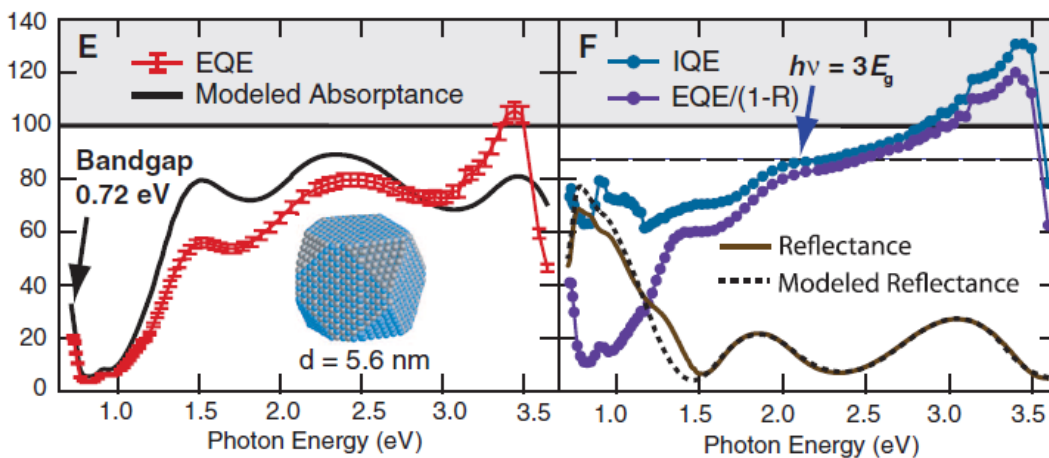 140
120
100
80
60
40
20
0
E
EQE
Modeled Absorptance
Bandgap
0.72 eV
d = 5.6 nm
1.0 1.5 2.0 2.5 3.0 3.5
Photon Energy (eV)
F
IQE
EQE/(1-R)
hν = 3Eg
Reflectance
Modeled Reflectance
1.0 1.5 2.0 2.5 3.0 3.5
Photon Energy (eV)